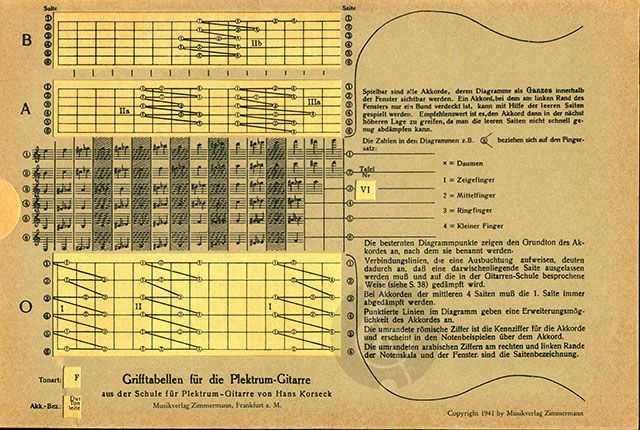 Saite
Saite
B
IIb
A
IIa
IIIa
Spielbar sind alle Akkorde, deren Diagramme als Ganzes innerhalb
der Fenster sichtbar werden. Ein Akkord, bei dem am linken Rand des
Fensters nur ein Bund verdeckt ist, kann mit Hilfe der leeren Saiten
gespielt werden. Empfehlenswert ist es, den Akkord dann in der nächst
höheren Lage zu greifen, da man die leeren Saiten nicht schnell ge-
nug abdämpfen kann.
Die Zahlen in den Diagrammen z.B. ③ beziehen sich auf den Finger-
satz:
× = Daumen
Tafel
Nr
VI
1 = Zeigefinger
2 = Mittelfinger
3 = Ringfinger
4 = Kleiner Finger
Die besternten Diagrammpunkte zeigen den Grundton des Ak-
kordes an, nach dem sie benannt werden.
Verbindungslinien, die eine Ausbuchtung aufweisen, deuten
dadurch an, daß eine dazwischenliegende Saite ausgelassen
werden muß und auf die in der Gitarren-Schule besprochene
Weise (siehe S. 38) gedämpft wird.
Bei Akkorden der mittleren 4 Saiten muß die 1. Saite immer
abgedämpft werden.
Punktierte Linien im Diagramm geben eine Erweiterungsmög-
lichkeit des Akkordes an.
Die umrandete römische Ziffer ist die Kennziffer für die Akkorde
und erscheint in den Notenbeispielen über dem Akkord.
Die umrandeten arabischen Ziffern am rechten und linken Rande
der Notenskala und der Fenster sind die Saitenbezeichnung.
O
I
II
I
Tonart:
F
Akk.-Bez.:
Dur
Ton
leite
Grifftabellen für die Plektrum-Gitarre
aus der Schule für Plektrum-Gitarre von Hans Korseck
Musikverlag Zimmermann, Frankfurt a. M.
Copyright 1941 by Musikverlag Zimmermann